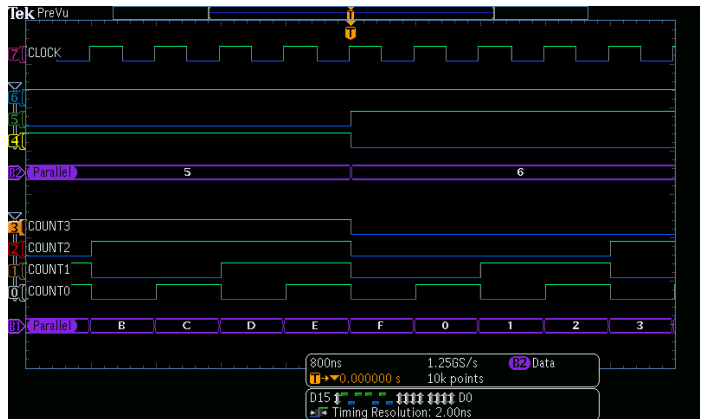 Tek PreVu
T
T
7 CLOCK
6
5
4
B2 Parallel 5 6
3 COUNT3
2 COUNT2
1 COUNT1
0 COUNT0
B1 Parallel B C D E F 0 1 2 3
800ns 1.25GS/s B2 Data
T→▼0.000000 s 10k points
D15 D0
Timing Resolution: 2.00ns